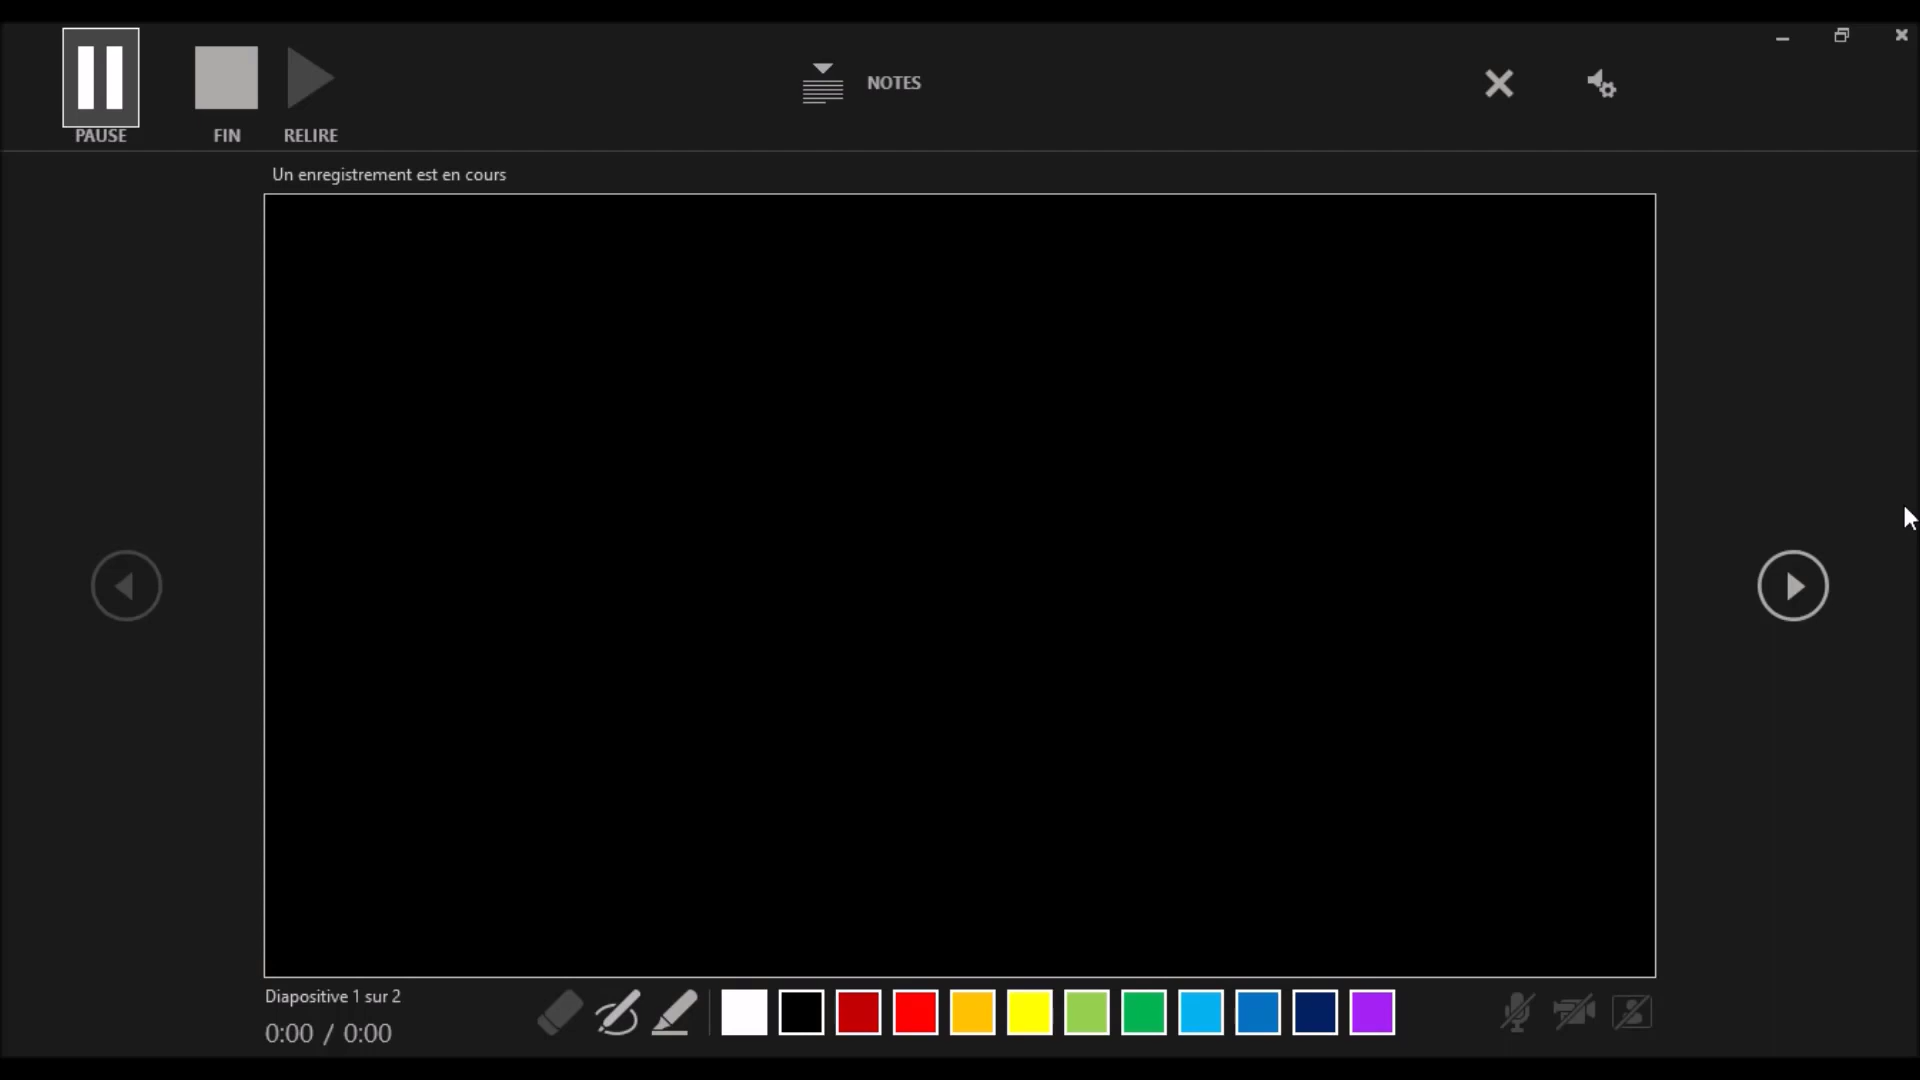 NOTES
PAUSE
FIN
RELIRE
Un enregistrement est en cours
Diapositive 1 sur 2
0:00 / 0:00